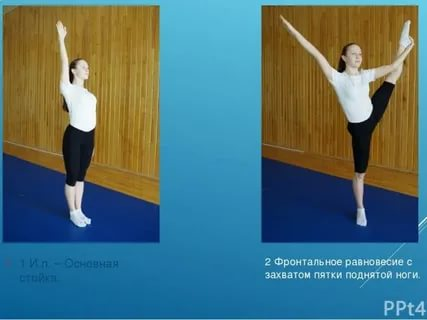 1 И.п. – Основная
стойка.
2 Фронтальное равновесие с
захватом пятки поднятой ноги.
PPt4